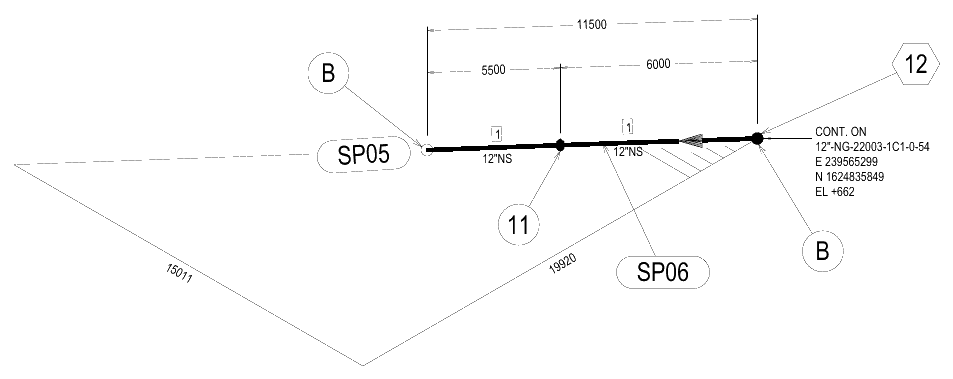 11500
12
B
5500
6000
1
1
CONT. ON
12"-NG-22003-1C1-0-54
E 239565299
N 1624835849
EL +662
SP05
12"NS
12"NS
11
B
15011
19920
SP06